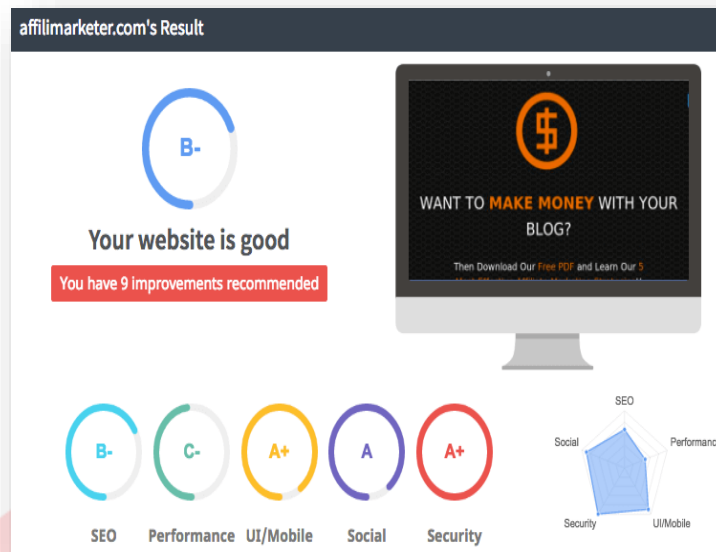 affilimarketer.com's Result
B-
Your website is good
You have 9 improvements recommended
$
WANT TO MAKE MONEY WITH YOUR
BLOG?
Then Download Our Free PDF and Learn Our 5
B-
C-
A+
A
A+
SEO
Performance
UI/Mobile
Social
Security
SEO
Social
Performanc
Security
UI/Mobile